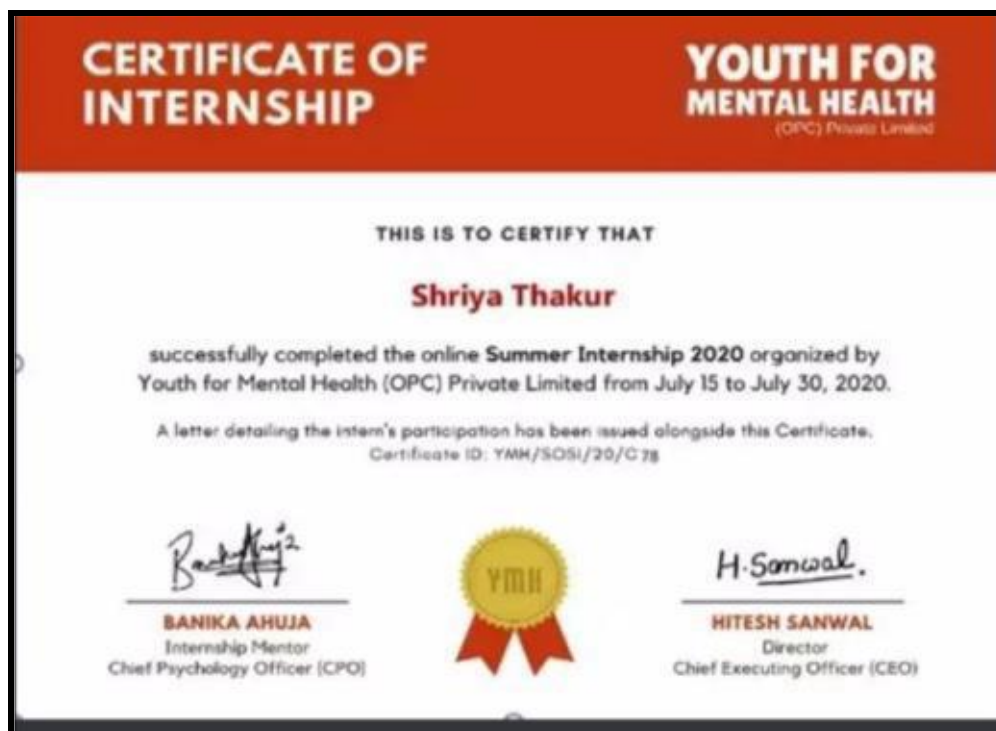 CERTIFICATE OF
INTERNSHIP
YOUTH FOR
MENTAL HEALTH
(OPC) Private Limited
THIS IS TO CERTIFY THAT
Shriya Thakur
successfully completed the online Summer Internship 2020 organized by
Youth for Mental Health (OPC) Private Limited from July 15 to July 30, 2020.
A letter detailing the intern's participation has been issued alongside this Certificate.
Certificate ID: YMH/SOSI/20/C78
Banika Ahuja
YMH
H. Sanwal.
BANIKA AHUJA
Internship Mentor
Chief Psychology Officer (CPO)
HITESH SANWAL
Director
Chief Executing Officer (CEO)